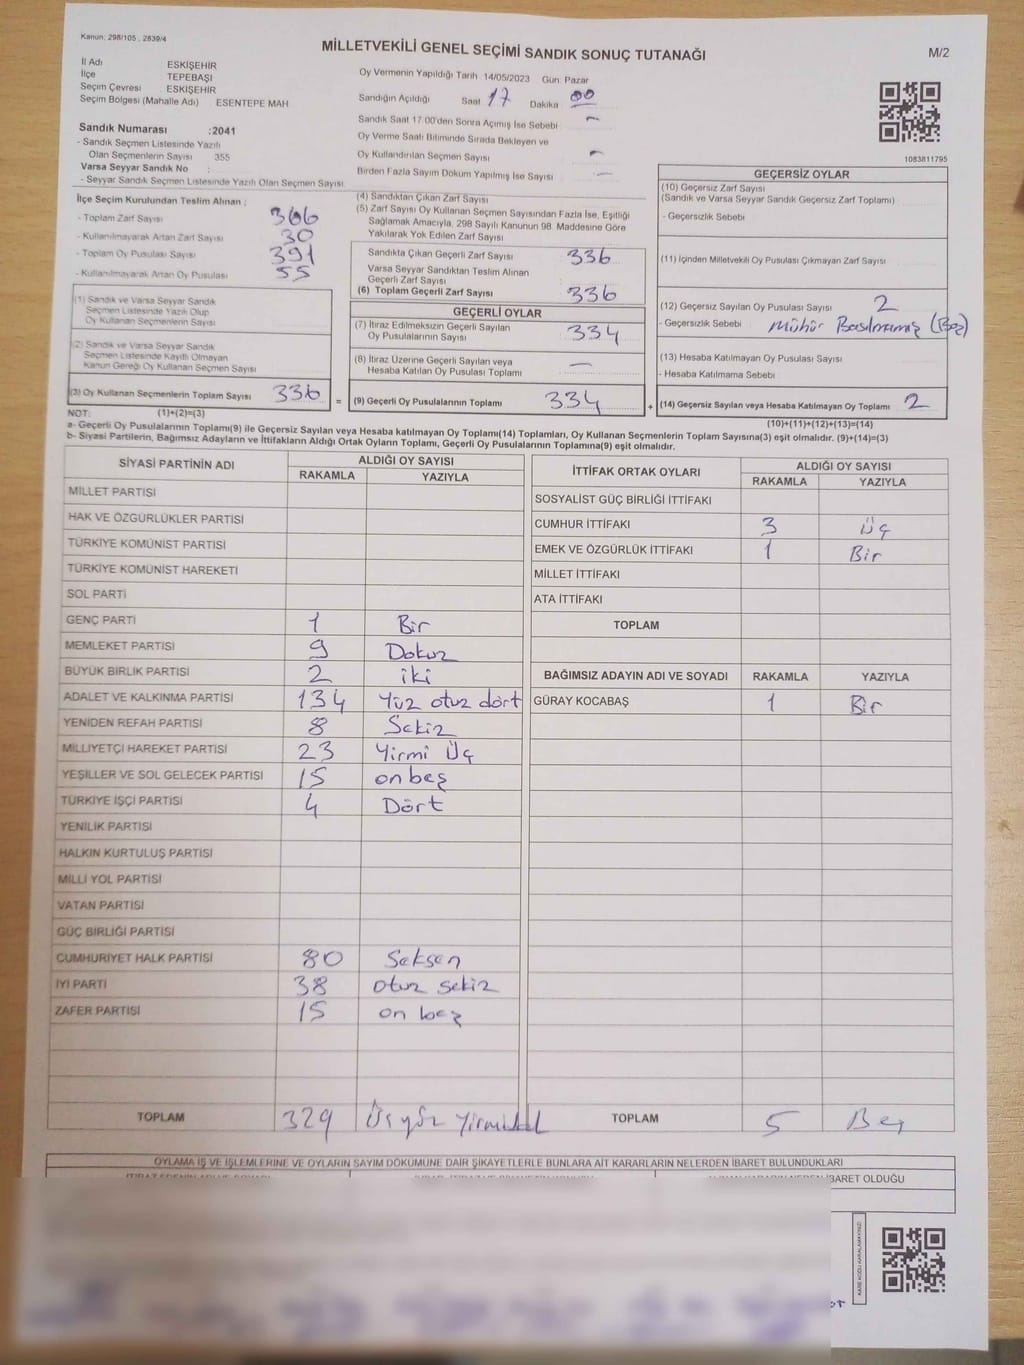 Kanun: 298/105 , 2839/4
MİLLETVEKİLİ GENEL SEÇİMİ SANDIK SONUÇ TUTANAĞI
M/2
İl Adı ESKİŞEHİR
İlçe TEPEBAŞI
Seçim Çevresi ESKİŞEHİR
Seçim Bölgesi (Mahalle Adı) ESENTEPE MAH
Sandık Numarası :2041
- Sandık Seçmen Listesinde Yazılı
Olan Seçmenlerin Sayısı 355
Varsa Seyyar Sandık No :
- Seyyar Sandık Seçmen Listesinde Yazılı Olan Seçmen Sayısı:
Oy Vermenin Yapıldığı Tarih 14/05/2023 Gün: Pazar
Sandığın Açıldığı Saat 17 Dakika 00
Sandık Saat 17.00'den Sonra Açılmış İse Sebebi –
Oy Verme Saati Bitiminde Sırada Bekleyen ve
Oy Kullandırılan Seçmen Sayısı –
Birden Fazla Sayım Döküm Yapılmış İse Sayısı —
1083811795
İlçe Seçim Kurulundan Teslim Alınan ;
- Toplam Zarf Sayısı 366
- Kullanılmayarak Artan Zarf Sayısı 30
- Toplam Oy Pusulası Sayısı 391
- Kullanılmayarak Artan Oy Pusulası 55
(1) Sandık ve Varsa Seyyar Sandık
Seçmen Listesinde Yazılı Olup
Oy Kullanan Seçmenlerin Sayısı
(2) Sandık ve Varsa Seyyar Sandık
Seçmen Listesinde Kayıtlı Olmayan
Kanun Gereği Oy Kullanan Seçmen Sayısı
(3) Oy Kullanan Seçmenlerin Toplam Sayısı 336
(1)+(2)=(3)
(4) Sandıktan Çıkan Zarf Sayısı
(5) Zarf Sayısı Oy Kullanan Seçmen Sayısından Fazla İse, Eşitliği
Sağlamak Amacıyla, 298 Sayılı Kanunun 98. Maddesine Göre
Yakılarak Yok Edilen Zarf Sayısı
Sandıkta Çıkan Geçerli Zarf Sayısı 336
Varsa Seyyar Sandıktan Teslim Alınan
Geçerli Zarf Sayısı
(6) Toplam Geçerli Zarf Sayısı 336
GEÇERLİ OYLAR
(7) İtiraz Edilmeksizin Geçerli Sayılan
Oy Pusulalarının Sayısı 334
(8) İtiraz Üzerine Geçerli Sayılan veya
Hesaba Katılan Oy Pusulası Toplamı —
= (9) Geçerli Oy Pusulalarının Toplamı 334
GEÇERSİZ OYLAR
(10) Geçersiz Zarf Sayısı
(Sandık ve Varsa Seyyar Sandık Geçersiz Zarf Toplamı)
- Geçersizlik Sebebi
(11) İçinden Milletvekili Oy Pusulası Çıkmayan Zarf Sayısı
(12) Geçersiz Sayılan Oy Pusulası Sayısı 2
- Geçersizlik Sebebi Mühür Basılmamış (Boş)
(13) Hesaba Katılmayan Oy Pusulası Sayısı
- Hesaba Katılmama Sebebi
+ (14) Geçersiz Sayılan veya Hesaba Katılmayan Oy Toplamı 2
(10)+(11)+(12)+(13)=(14)
NOT:
a- Geçerli Oy Pusulalarının Toplamı(9) ile Geçersiz Sayılan veya Hesaba katılmayan Oy Toplamı(14) Toplamları, Oy Kullanan Seçmenlerin Toplam Sayısına(3) eşit olmalıdır. (9)+(14)=(3)
b- Siyasi Partilerin, Bağımsız Adayların ve İttifakların Aldığı Ortak Oyların Toplamı, Geçerli Oy Pusulalarının Toplamına(9) eşit olmalıdır.
SİYASİ PARTİNİN ADI ALDIĞI OY SAYISI
RAKAMLA YAZIYLA
MİLLET PARTİSİ
HAK VE ÖZGÜRLÜKLER PARTİSİ
TÜRKİYE KOMÜNİST PARTİSİ
TÜRKİYE KOMÜNİST HAREKETİ
SOL PARTİ
GENÇ PARTİ 1 Bir
MEMLEKET PARTİSİ 9 Dokuz
BÜYÜK BİRLİK PARTİSİ 2 iki
ADALET VE KALKINMA PARTİSİ 134 Yüz otuz dört
YENİDEN REFAH PARTİSİ 8 Sekiz
MİLLİYETÇİ HAREKET PARTİSİ 23 Yirmi Üç
YEŞİLLER VE SOL GELECEK PARTİSİ 15 on beş
TÜRKİYE İŞÇİ PARTİSİ 4 Dört
YENİLİK PARTİSİ
HALKIN KURTULUŞ PARTİSİ
MİLLİ YOL PARTİSİ
VATAN PARTİSİ
GÜÇ BİRLİĞİ PARTİSİ
CUMHURİYET HALK PARTİSİ 80 Seksen
İYİ PARTİ 38 otuz sekiz
ZAFER PARTİSİ 15 on beş
TOPLAM 329 Üçyüz
İTTİFAK ORTAK OYLARI ALDIĞI OY SAYISI
RAKAMLA YAZIYLA
SOSYALİST GÜÇ BİRLİĞİ İTTİFAKI
CUMHUR İTTİFAKI 3 Üç
EMEK VE ÖZGÜRLÜK İTTİFAKI 1 Bir
MİLLET İTTİFAKI
ATA İTTİFAKI
TOPLAM
BAĞIMSIZ ADAYIN ADI VE SOYADI RAKAMLA YAZIYLA
GÜRAY KOCABAŞ 1 Bir
TOPLAM 5 Beş
OYLAMA İŞ VE İŞLEMLERİNE VE OYLARIN SAYIM DÖKÜMÜNE DAİR ŞİKAYETLERLE BUNLARA AİT KARARLARIN NELERDEN İBARET BULUNDUKLARI
İBARET OLDUĞU